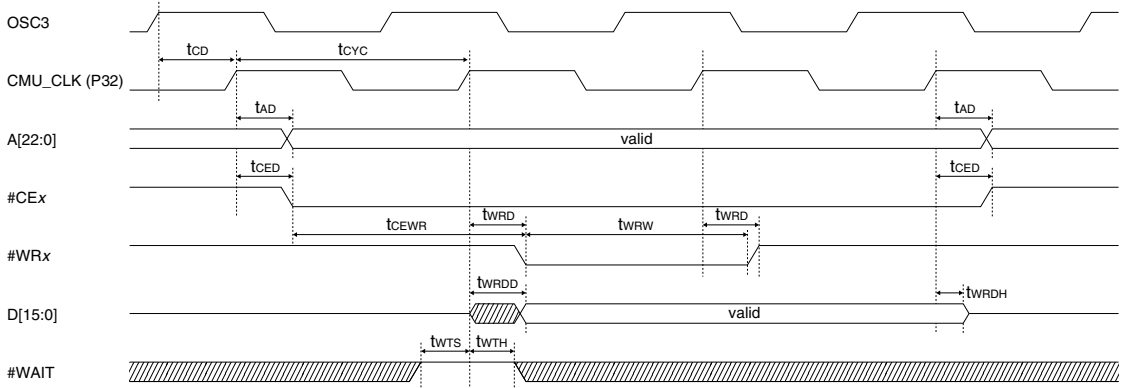 OSC3
tCD tCYC
CMU_CLK (P32)
tAD tAD
A[22:0] valid
tCED tCED
#CEx
tCEWR tWRD tWRW tWRD
#WRx
tWRDD tWRDH
D[15:0] valid
tWTS tWTH
#WAIT